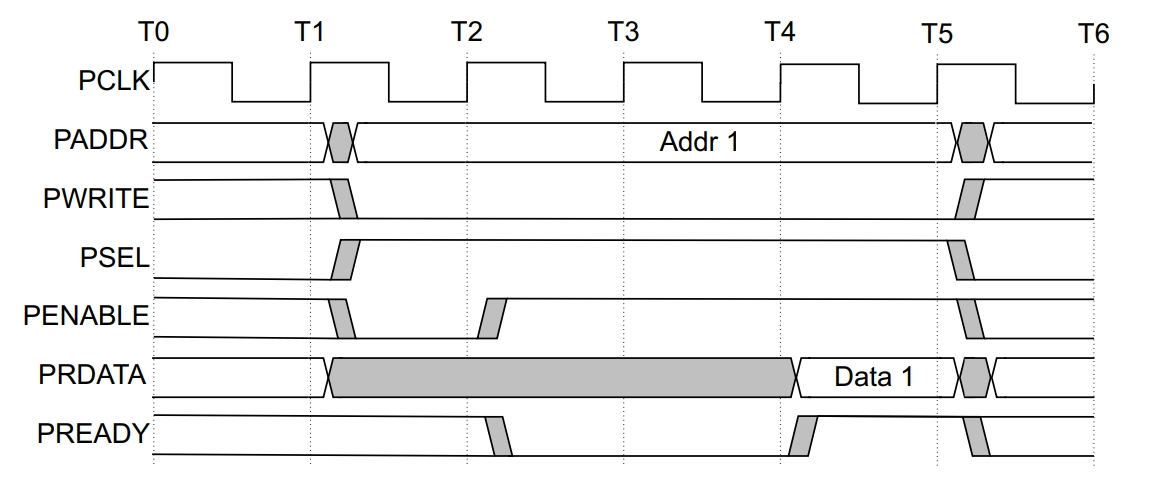 T0 T1 T2 T3 T4 T5 T6
PCLK
PADDR Addr 1
PWRITE
PSEL
PENABLE
PRDATA Data 1
PREADY